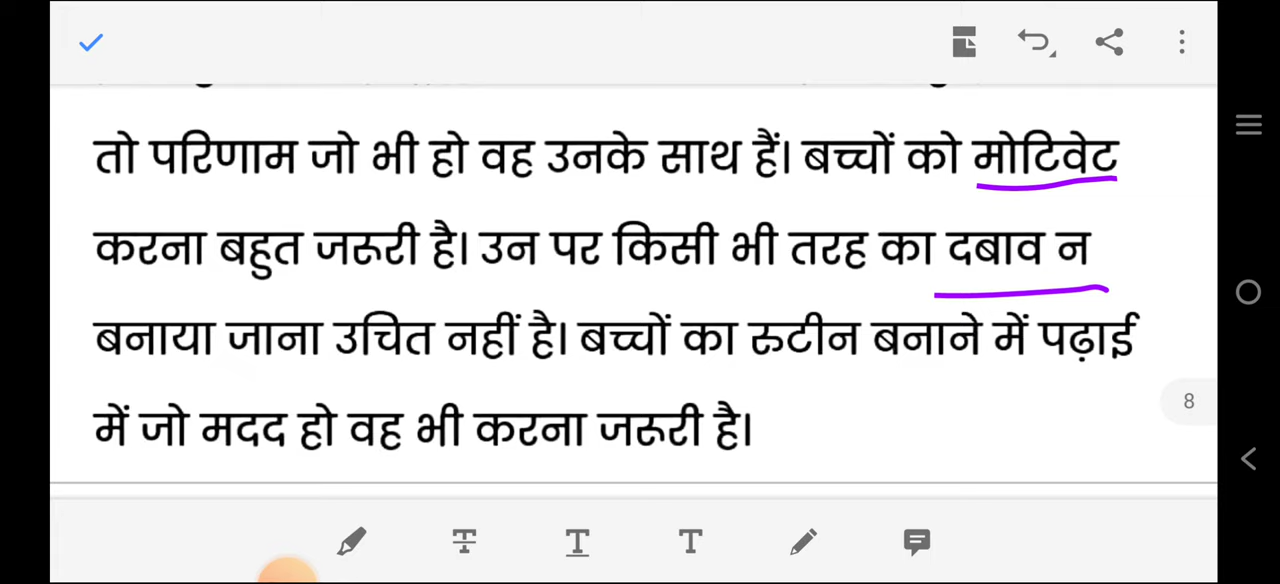 तो परिणाम जो भी हो वह उनके साथ हैं। बच्चों को मोटिवेट
करना बहुत जरूरी है। उन पर किसी भी तरह का दबाव न
बनाया जाना उचित नहीं है। बच्चों का रुटीन बनाने में पढ़ाई
8
में जो मदद हो वह भी करना जरूरी है।